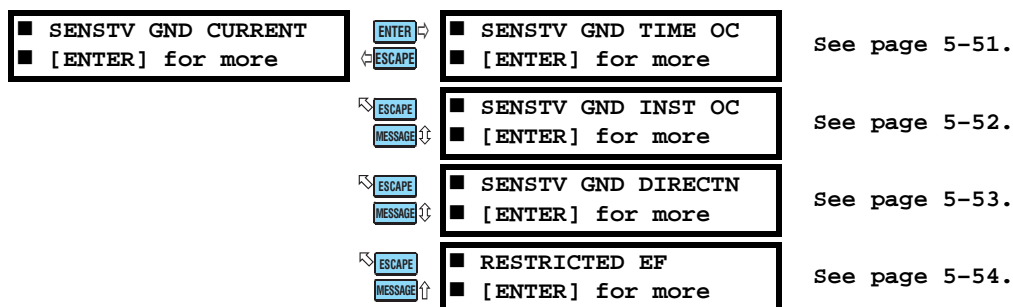 ■ SENSTV GND CURRENT
■ [ENTER] for more
ENTER
ESCAPE
■ SENSTV GND TIME OC
■ [ENTER] for more
See page 5–51.
ESCAPE
MESSAGE
■ SENSTV GND INST OC
■ [ENTER] for more
See page 5–52.
ESCAPE
MESSAGE
■ SENSTV GND DIRECTN
■ [ENTER] for more
See page 5–53.
ESCAPE
MESSAGE
■ RESTRICTED EF
■ [ENTER] for more
See page 5–54.